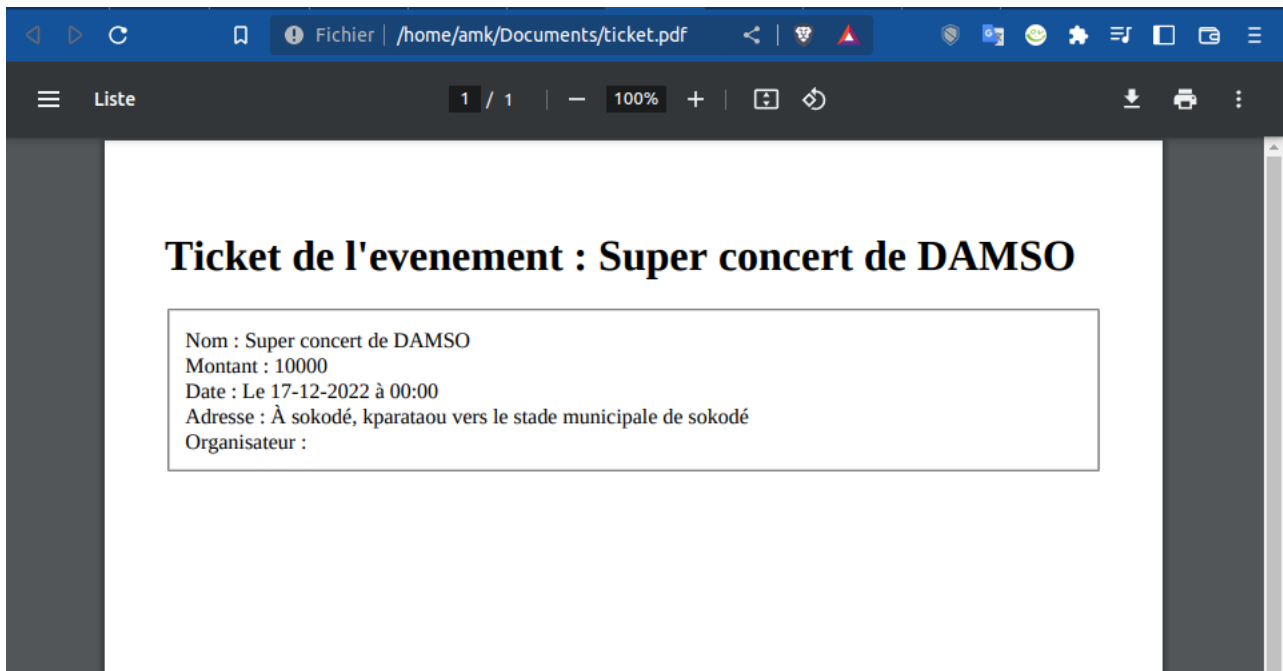 Fichier /home/amk/Documents/ticket.pdf
Liste 1 / 1 100%
Ticket de l'evenement : Super concert de DAMSO
Nom : Super concert de DAMSO
Montant : 10000
Date : Le 17-12-2022 à 00:00
Adresse : À sokodé, kparataou vers le stade municipale de sokodé
Organisateur :